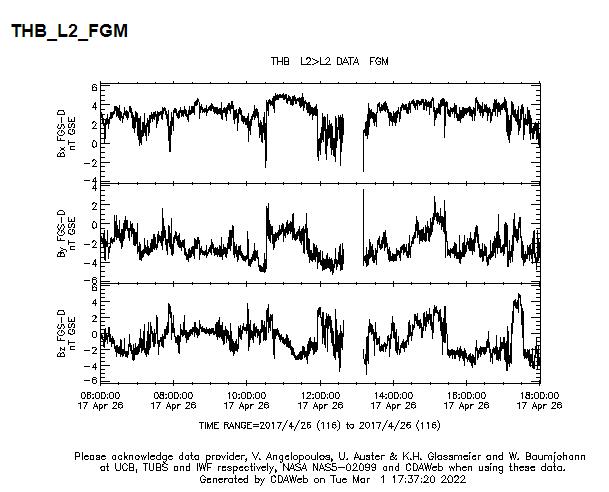 THB_L2_FGM
THB L2>L2 DATA FGM
6
4
2
0
-2
-4
Bx FGS-D
nT GSE
4
2
0
-2
-4
-6
By FGS-D
nT GSE
6
4
2
0
-2
-4
-6
Bz FGS-D
nT GSE
06:00:00 08:00:00 10:00:00 12:00:00 14:00:00 16:00:00 18:00:00
17 Apr 26 17 Apr 26 17 Apr 26 17 Apr 26 17 Apr 26 17 Apr 26 17 Apr 26
TIME RANGE=2017/4/26 (116) to 2017/4/26 (116)
Please acknowledge data provider, V. Angelopoulos, U. Auster & K.H. Glassmeier and W. Baumjohann
at UCB, TUBS and IWF respectively, NASA NAS5-02099 and CDAWeb when using these data.
Generated by CDAWeb on Tue Mar 1 17:37:20 2022